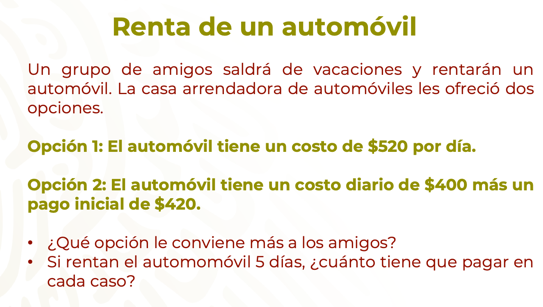 Renta de un automóvil
Un grupo de amigos saldrá de vacaciones y rentarán un
automóvil. La casa arrendadora de automóviles les ofreció dos
opciones.
Opción 1: El automóvil tiene un costo de $520 por día.
Opción 2: El automóvil tiene un costo diario de $400 más un
pago inicial de $420.
• ¿Qué opción le conviene más a los amigos?
• Si rentan el automomóvil 5 días, ¿cuánto tiene que pagar en
cada caso?